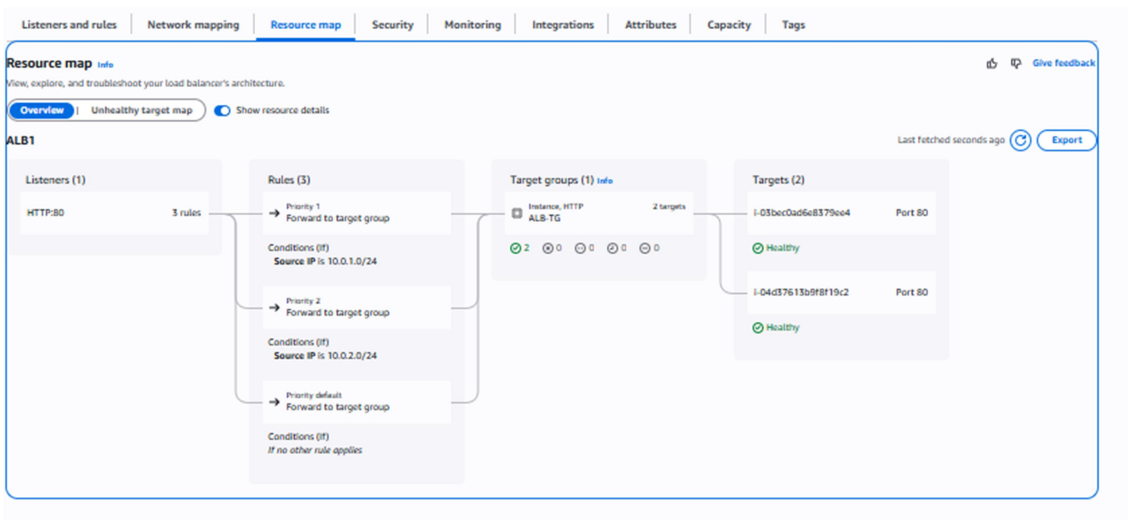 Listeners and rules Network mapping Resource map Security Monitoring Integrations Attributes Capacity Tags
Resource map Info
Give feedback
View, explore, and troubleshoot your load balancer's architecture.
Overview Unhealthy target map Show resource details
ALB1
Last fetched seconds ago Export
Listeners (1)
HTTP:80 3 rules
Rules (3)
Priority 1
Forward to target group
Conditions (If)
Source IP is 10.0.1.0/24
Priority 2
Forward to target group
Conditions (If)
Source IP is 10.0.2.0/24
Priority default
Forward to target group
Conditions (If)
If no other rule applies
Target groups (1) Info
Instance, HTTP 2 targets
ALB-TG
2 0 0 0 0
Targets (2)
i-03bec0ad6e8379ee4 Port 80
Healthy
i-04d37613b9f8f19c2 Port 80
Healthy